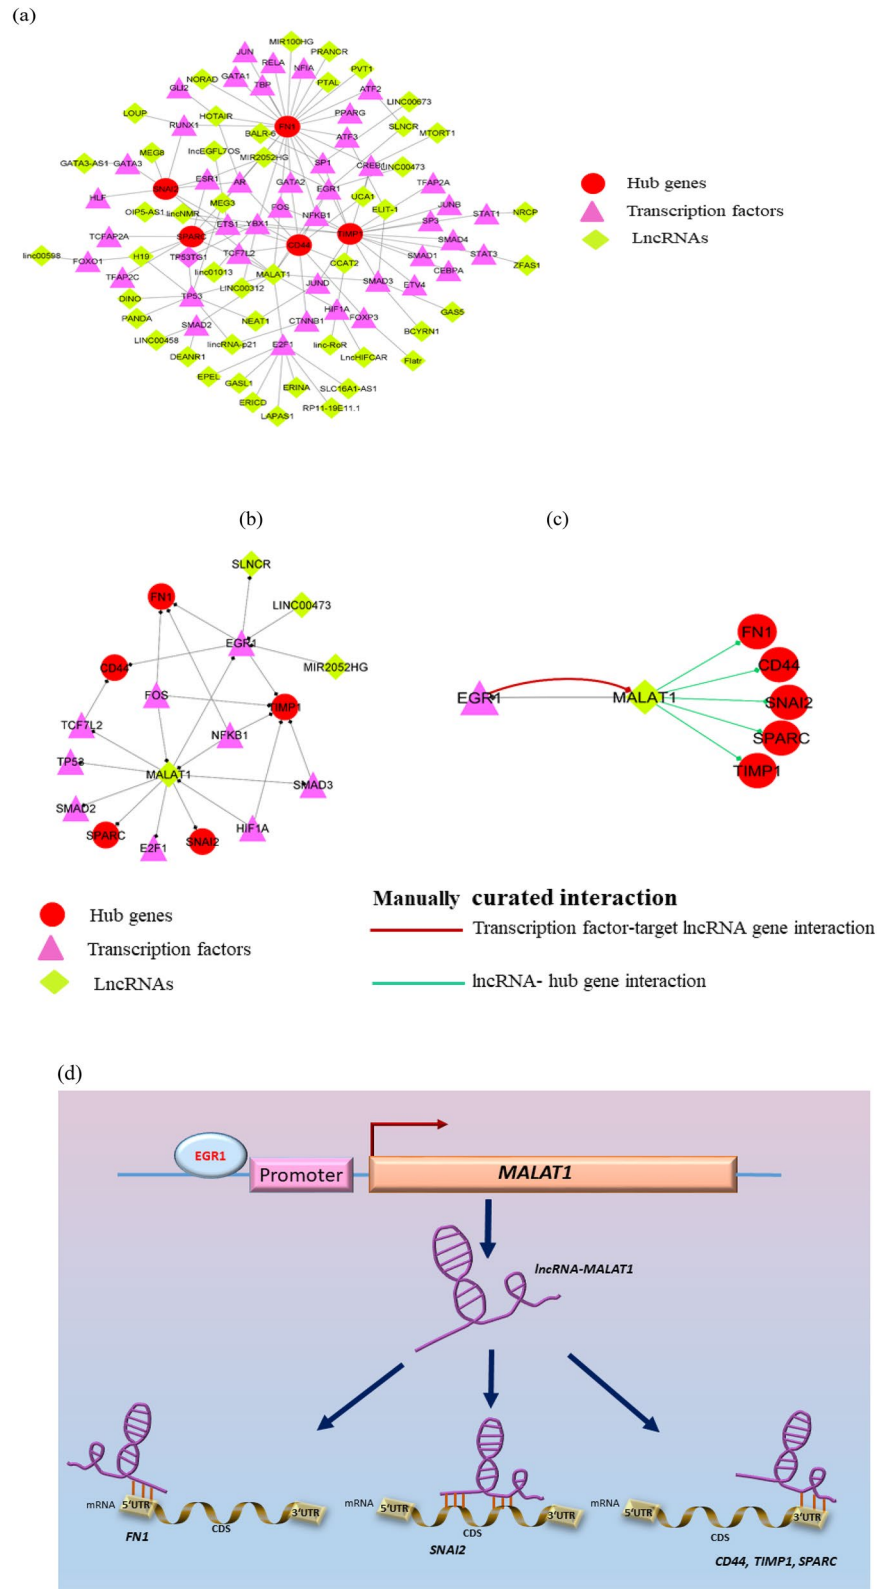 (a)
MIR100HG
JUN
PRANCR
RELA
NFIA
PVT1
GATA1
NORAD
TBP
PTAL
GLI2
ATF2
LINC00673
LOUP
HOTAIR
PPARG
RUNX1
FN1
SLNCR
BALR-6
ATF3
MTORT1
MEG8
lncEGFL7OS
MIR2052HG
SP1
GATA3-AS1
GATA3
LINC00473
ESR1
AR
GATA2
TFAP2A
SNAI2
EGR1
HLF
MEG3
UCA1
JUNB
FOS
ELIT-1
OIP5-AS1
lincNMR
NFKB1
STAT1
NRCP
SP3
ETS1
YBX1
TIMP1
TCFAP2A
SPARC
SMAD4
CD44
linc00598
H19
TP53TG1
TCF7L2
SMAD1
STAT3
FOXO1
CCAT2
ZFAS1
TFAP2C
linc01013
MALAT1
CEBPA
LINC00312
JUND
SMAD3
ETV4
DINO
TP53
PANDA
HIF1A
GAS5
SMAD2
NEAT1
CTNNB1
FOXP3
BCYRN1
LINC00458
lincRNA-p21
E2F1
linc-RoR
DEANR1
LncHIFCAR
Flatr
EPEL
GASL1
ERINA
SLC16A1-AS1
ERICD
RP11-19E11.1
LAPAS1
Hub genes
Transcription factors
LncRNAs
(b)
(c)
SLNCR
FN1
LINC00473
EGR1
CD44
MIR2052HG
FOS
TIMP1
TCF7L2
NFKB1
TP53
MALAT1
SMAD3
SMAD2
SPARC
HIF1A
E2F1
SNAI2
FN1
CD44
EGR1
MALAT1
SNAI2
SPARC
TIMP1
Hub genes
Transcription factors
LncRNAs
Manually curated interaction
Transcription factor-target lncRNA gene interaction
lncRNA- hub gene interaction
(d)
EGR1
Promoter
MALAT1
lncRNA-MALAT1
mRNA 5'UTR
CDS
3'UTR
FN1
mRNA 5'UTR
CDS
3'UTR
SNAI2
mRNA 5'UTR
CDS
3'UTR
CD44, TIMP1, SPARC